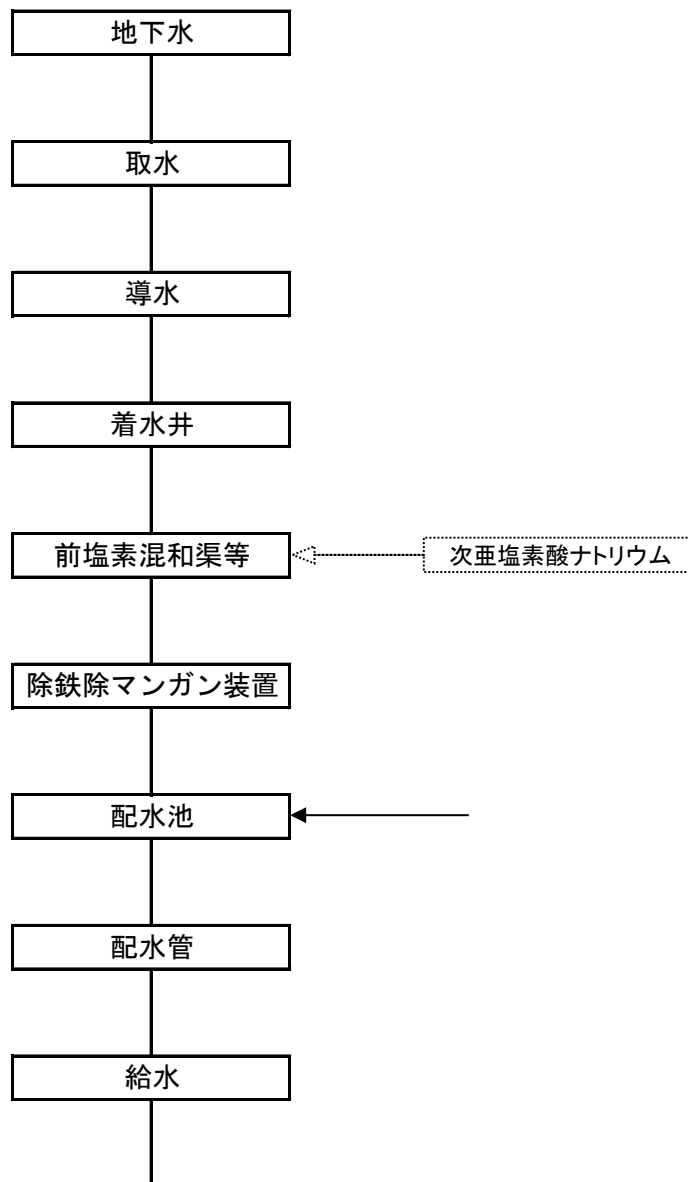 地下水
取水
導水
着水井
前塩素混和渠等
次亜塩素酸ナトリウム
除鉄除マンガン装置
配水池
配水管
給水